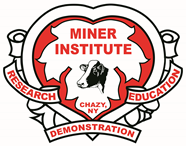 MINER
INSTITUTE
RESEARCH
EDUCATION
CHAZY,
NY
DEMONSTRATION